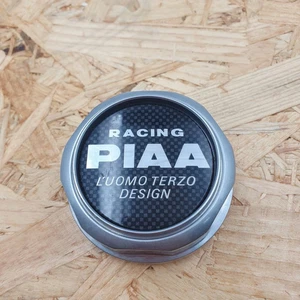 RACING
PIAA
L'UOMO TERZO
DESIGN